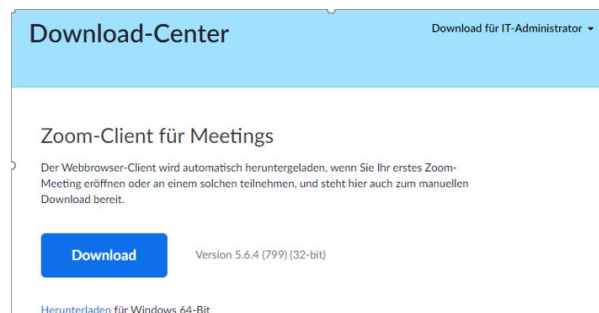 Download-Center
Download für IT-Administrator
Zoom-Client für Meetings
Der Webbrowser-Client wird automatisch heruntergeladen, wenn Sie Ihr erstes Zoom-
Meeting eröffnen oder an einem solchen teilnehmen, und steht hier auch zum manuellen
Download bereit.
Download
Version 5.6.4 (799) (32-bit)
Herunterladen für Windows 64-Bit